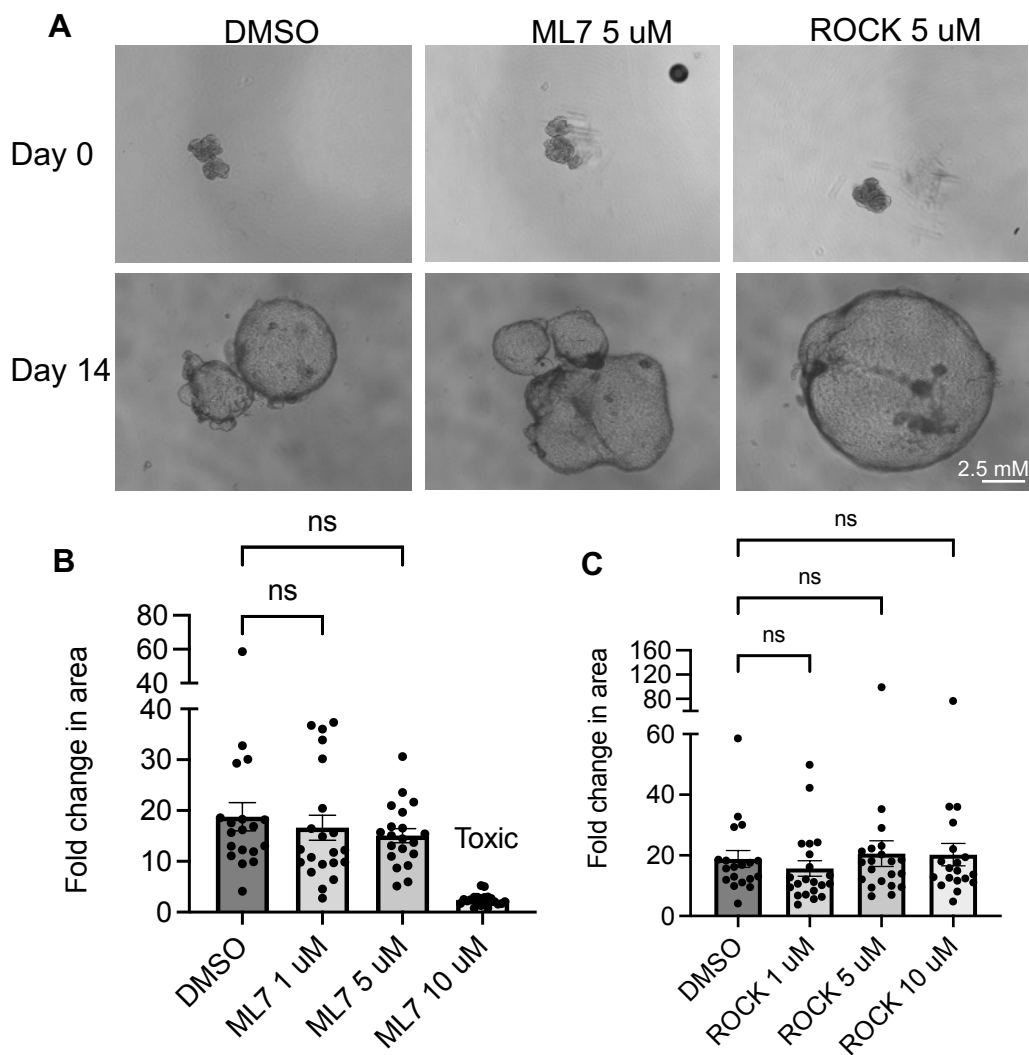 A
DMSO
ML7 5 uM
ROCK 5 uM
Day 0
Day 14
2.5 mM
B
ns
ns
Fold change in area
80
60
40
40
30
20
10
0
Toxic
DMSO
ML7 1 uM
ML7 5 uM
ML7 10 uM
C
ns
ns
ns
Fold change in area
160
120
80
60
40
20
0
DMSO
ROCK 1 uM
ROCK 5 uM
ROCK 10 uM